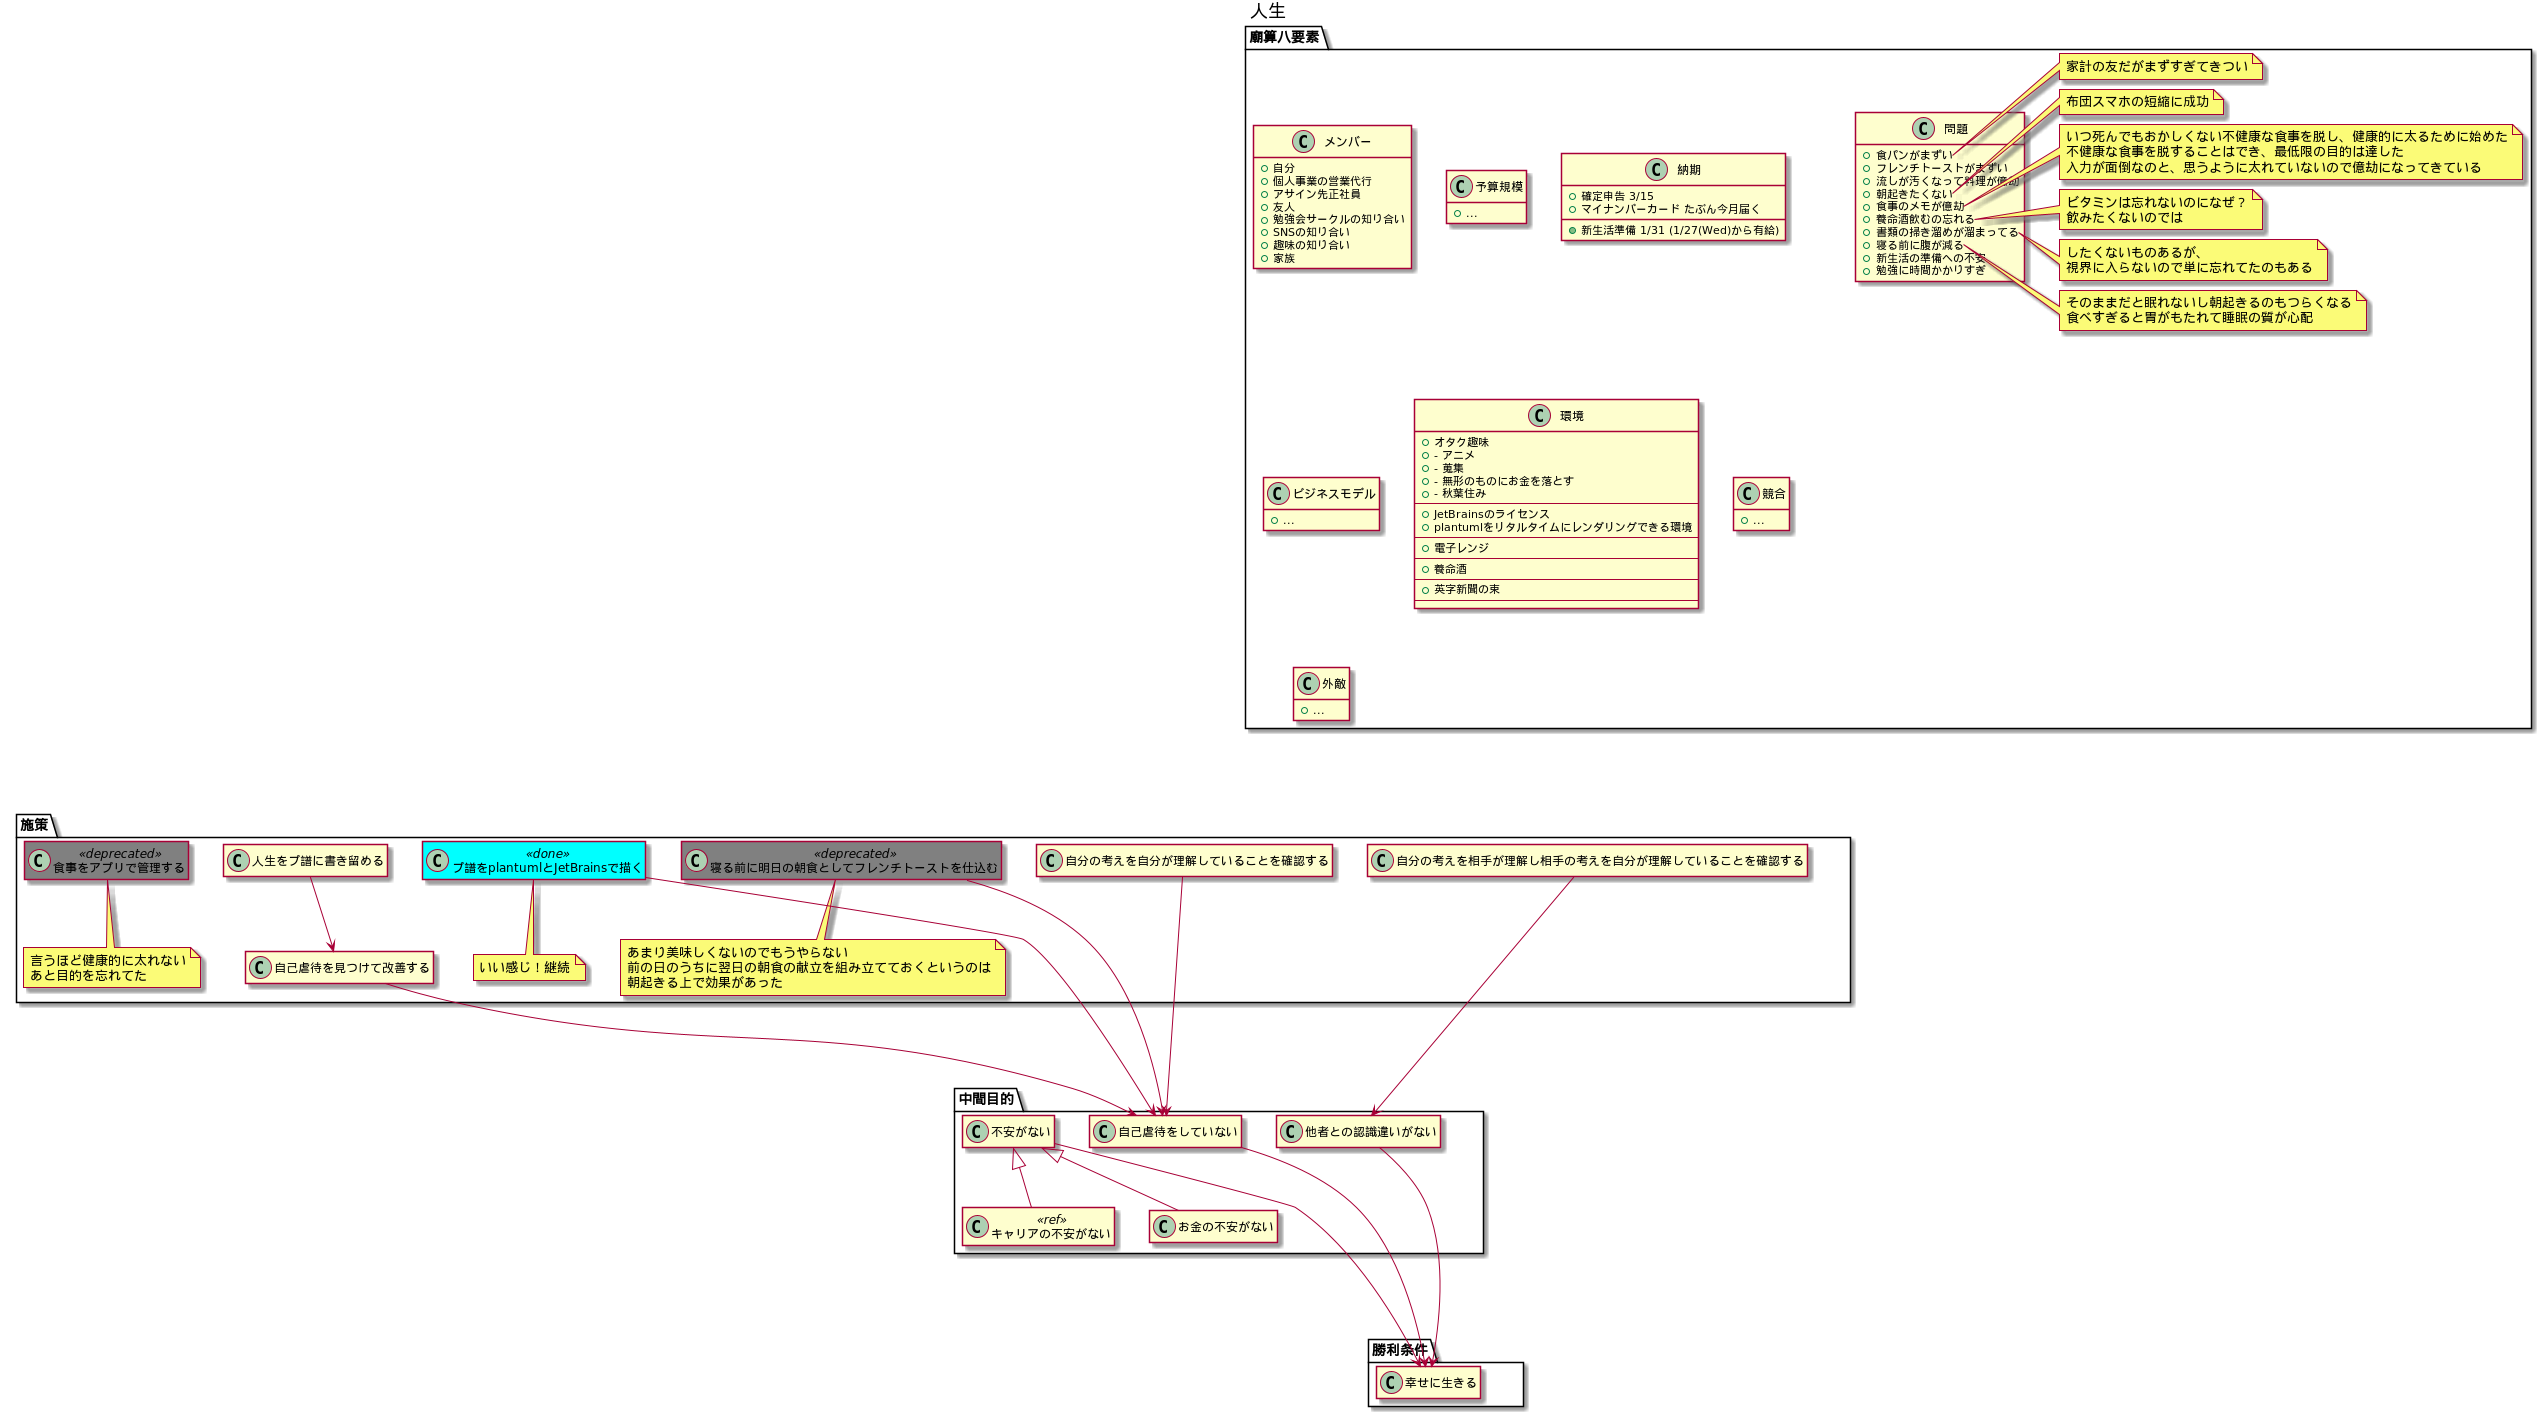 人生
廟算八要素
メンバー
自分
個人事業の営業代行
アサイン先正社員
友人
勉強会サークルの知り合い
SNSの知り合い
趣味の知り合い
家族
予算規模
...
納期
確定申告 3/15
マイナンバーカード たぶん今月届く
新生活準備 1/31 (1/27(Wed)から有給)
問題
食パンがまずい
フレンチトーストがまずい
流しが汚くなって料理が億劫
朝起きたくない
食事のメモが億劫
養命酒飲むの忘れる
書類の掃き溜めが溜まってる
寝る前に腹が減る
新生活の準備への不安
勉強に時間かかりすぎ
家計の友だがまずすぎてきつい
布団スマホの短縮に成功
いつ死んでもおかしくない不健康な食事を脱し、健康的に太るために始めた
不健康な食事を脱することはでき、最低限の目的は達した
入力が面倒なのと、思うように太れていないので億劫になってきている
ビタミンは忘れないのになぜ？
飲みたくないのでは
したくないものあるが、
視界に入らないので単に忘れてたのもある
そのままだと眠れないし朝起きるのもつらくなる
食べすぎると胃がもたれて睡眠の質が心配
ビジネスモデル
...
環境
オタク趣味
- アニメ
- 蒐集
- 無形のものにお金を落とす
- 秋葉住み
JetBrainsのライセンス
plantumlをリタルタイムにレンダリングできる環境
電子レンジ
養命酒
英字新聞の束
競合
...
外敵
...
施策
«deprecated»
食事をアプリで管理する
人生をブ譜に書き留める
«done»
ブ譜をplantumlとJetBrainsで描く
«deprecated»
寝る前に明日の朝食としてフレンチトーストを仕込む
自分の考えを自分が理解していることを確認する
自分の考えを相手が理解し相手の考えを自分が理解していることを確認する
言うほど健康的に太れない
あと目的を忘れてた
自己虐待を見つけて改善する
いい感じ！継続
あまり美味しくないのでもうやらない
前の日のうちに翌日の朝食の献立を組み立てておくというのは
朝起きる上で効果があった
中間目的
不安がない
自己虐待をしていない
他者との認識違いがない
«ref»
キャリアの不安がない
お金の不安がない
勝利条件
幸せに生きる